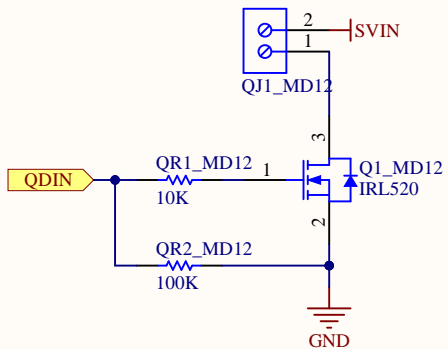 2
SVIN
1
QJ1_MD12
3
QR1_MD12
1
Q1_MD12
QDIN
10K
IRL520
2
QR2_MD12
100K
GND